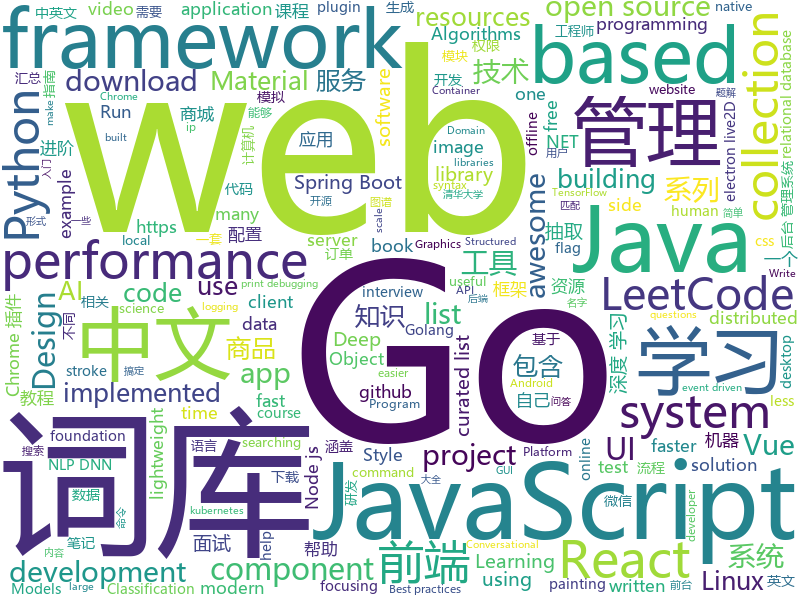 中英文
需要
video
application
课程
plugin
生成
resources
open source
native
工程师
framework
web
based
Algorithms
模块
权限
programming
汇总
指南
download
Material
服务
技术
开发
Container
website
题解
Chrome
make
Python
Run
商城
模拟
software
one
free
offline
Domain
管理
collection
relational database
built
ip
计算机
能够
image
NET
electron live2D
用户
进阶
应用
library
libraries
syntax
清华大学
入门
example
Spring Boot
代码
building
side
系列
TensorFlow
匹配
human
简单
后台
管理系统
形式
一些
https
many
开源
图谱
scale
Java
awesome
css
一个
performance
local
一套
配置
server
book
Graphics
Structured
抽取
flag
Write
Go
Design
AI
use
订单
工具
LeetCode
相关
code
client
interview
API
useful
后端
框架
资源
名字
Chrome 插件
中文
不同
science
data
知识
Golang
list
基于
distributed
学习
商品
print debugging
logging
Deep
Object
curated list
包含
深度 学习
questions
desktop
教程
implemented
app
stroke
搞定
easier
Android
event driven
less
词库
lightweight
time
fast
course
github
Program
自己
问答
system
foundation
searching
JavaScript
涵盖
Style
project
Platform
UI
faster
机器
Vue
NLP DNN
语言
Node js
command
GUI
online
test
流程
solution
数据
搜索
下载
研发
大全
前端
React
系统
命令
kubernetes
微信
developer
笔记
面试
帮助
Learning
component
help
内容
development
using
Linux
英文
Models
large
Classification
modern
focusing
Conversational
Best practices
painting
written
前台